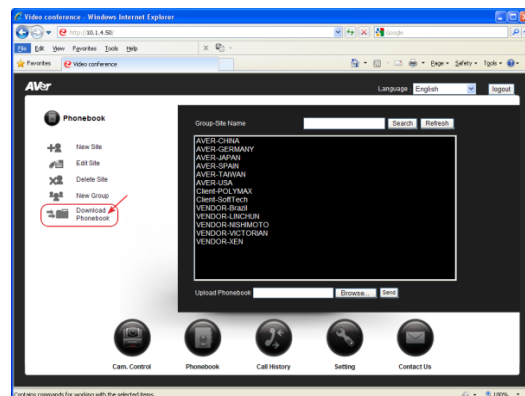 Video conference - Windows Internet Explorer
http://10.1.4.50/
Google
File Edit View Favorites Tools Help
Favorites Video conference
Page Safety Tools
AVer
Language English logout
Phonebook
New Site
Edit Site
Delete Site
New Group
Download
Phonebook
Group-Site Name Search Refresh
AVER-CHINA
AVER-GERMANY
AVER-JAPAN
AVER-SPAIN
AVER-TAIWAN
AVER-USA
Client-POLYMAX
Client-SoftTech
VENDOR-Brazil
VENDOR-LINCHUN
VENDOR-NISHIMOTO
VENDOR-VICTORIAN
VENDOR-XEN
Upload Phonebook Browse... Send
Cam. Control Phonebook Call History Setting Contact Us
Contains commands for working with the selected items. 100%